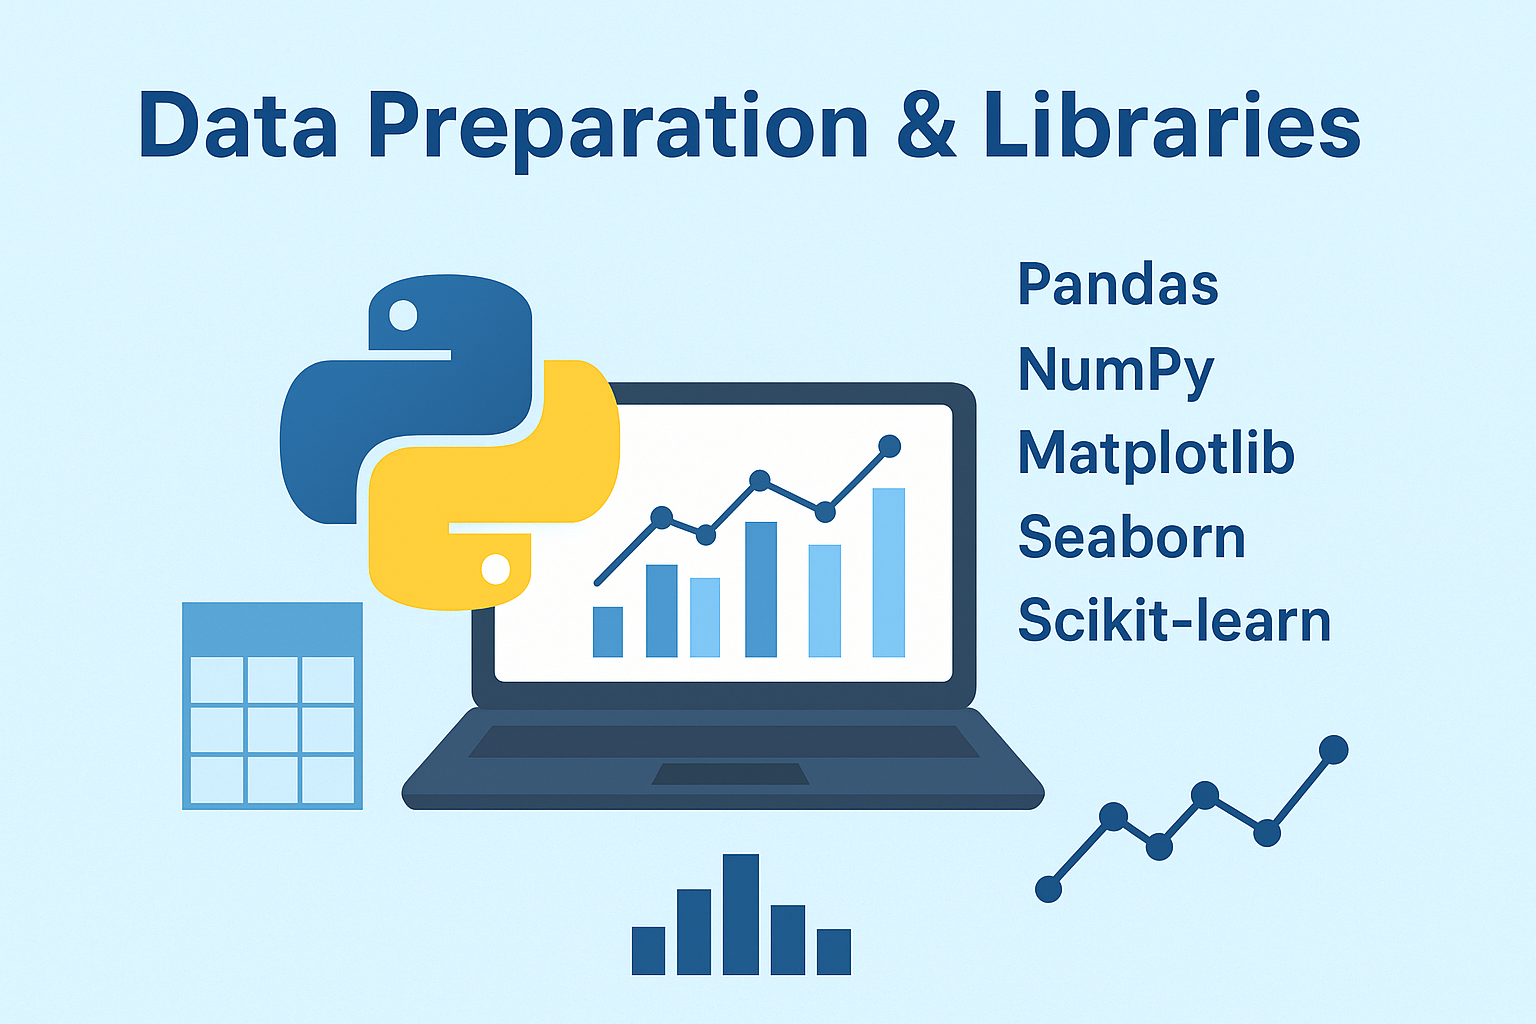 Data Preparation & Libraries
Pandas
NumPy
Matplotlib
Seaborn
Scikit-learn